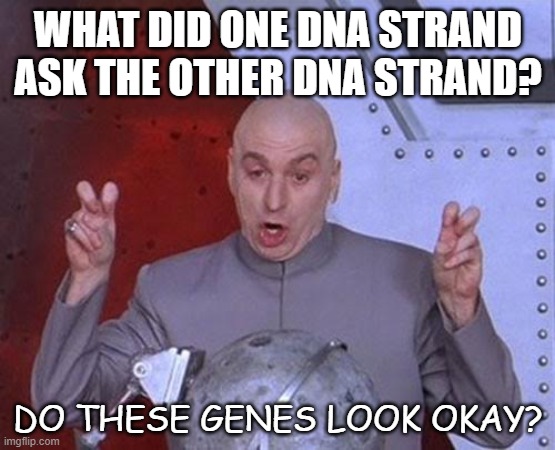 WHAT DID ONE DNA STRAND
ASK THE OTHER DNA STRAND?
DO THESE GENES LOOK OKAY?
imgflip.com